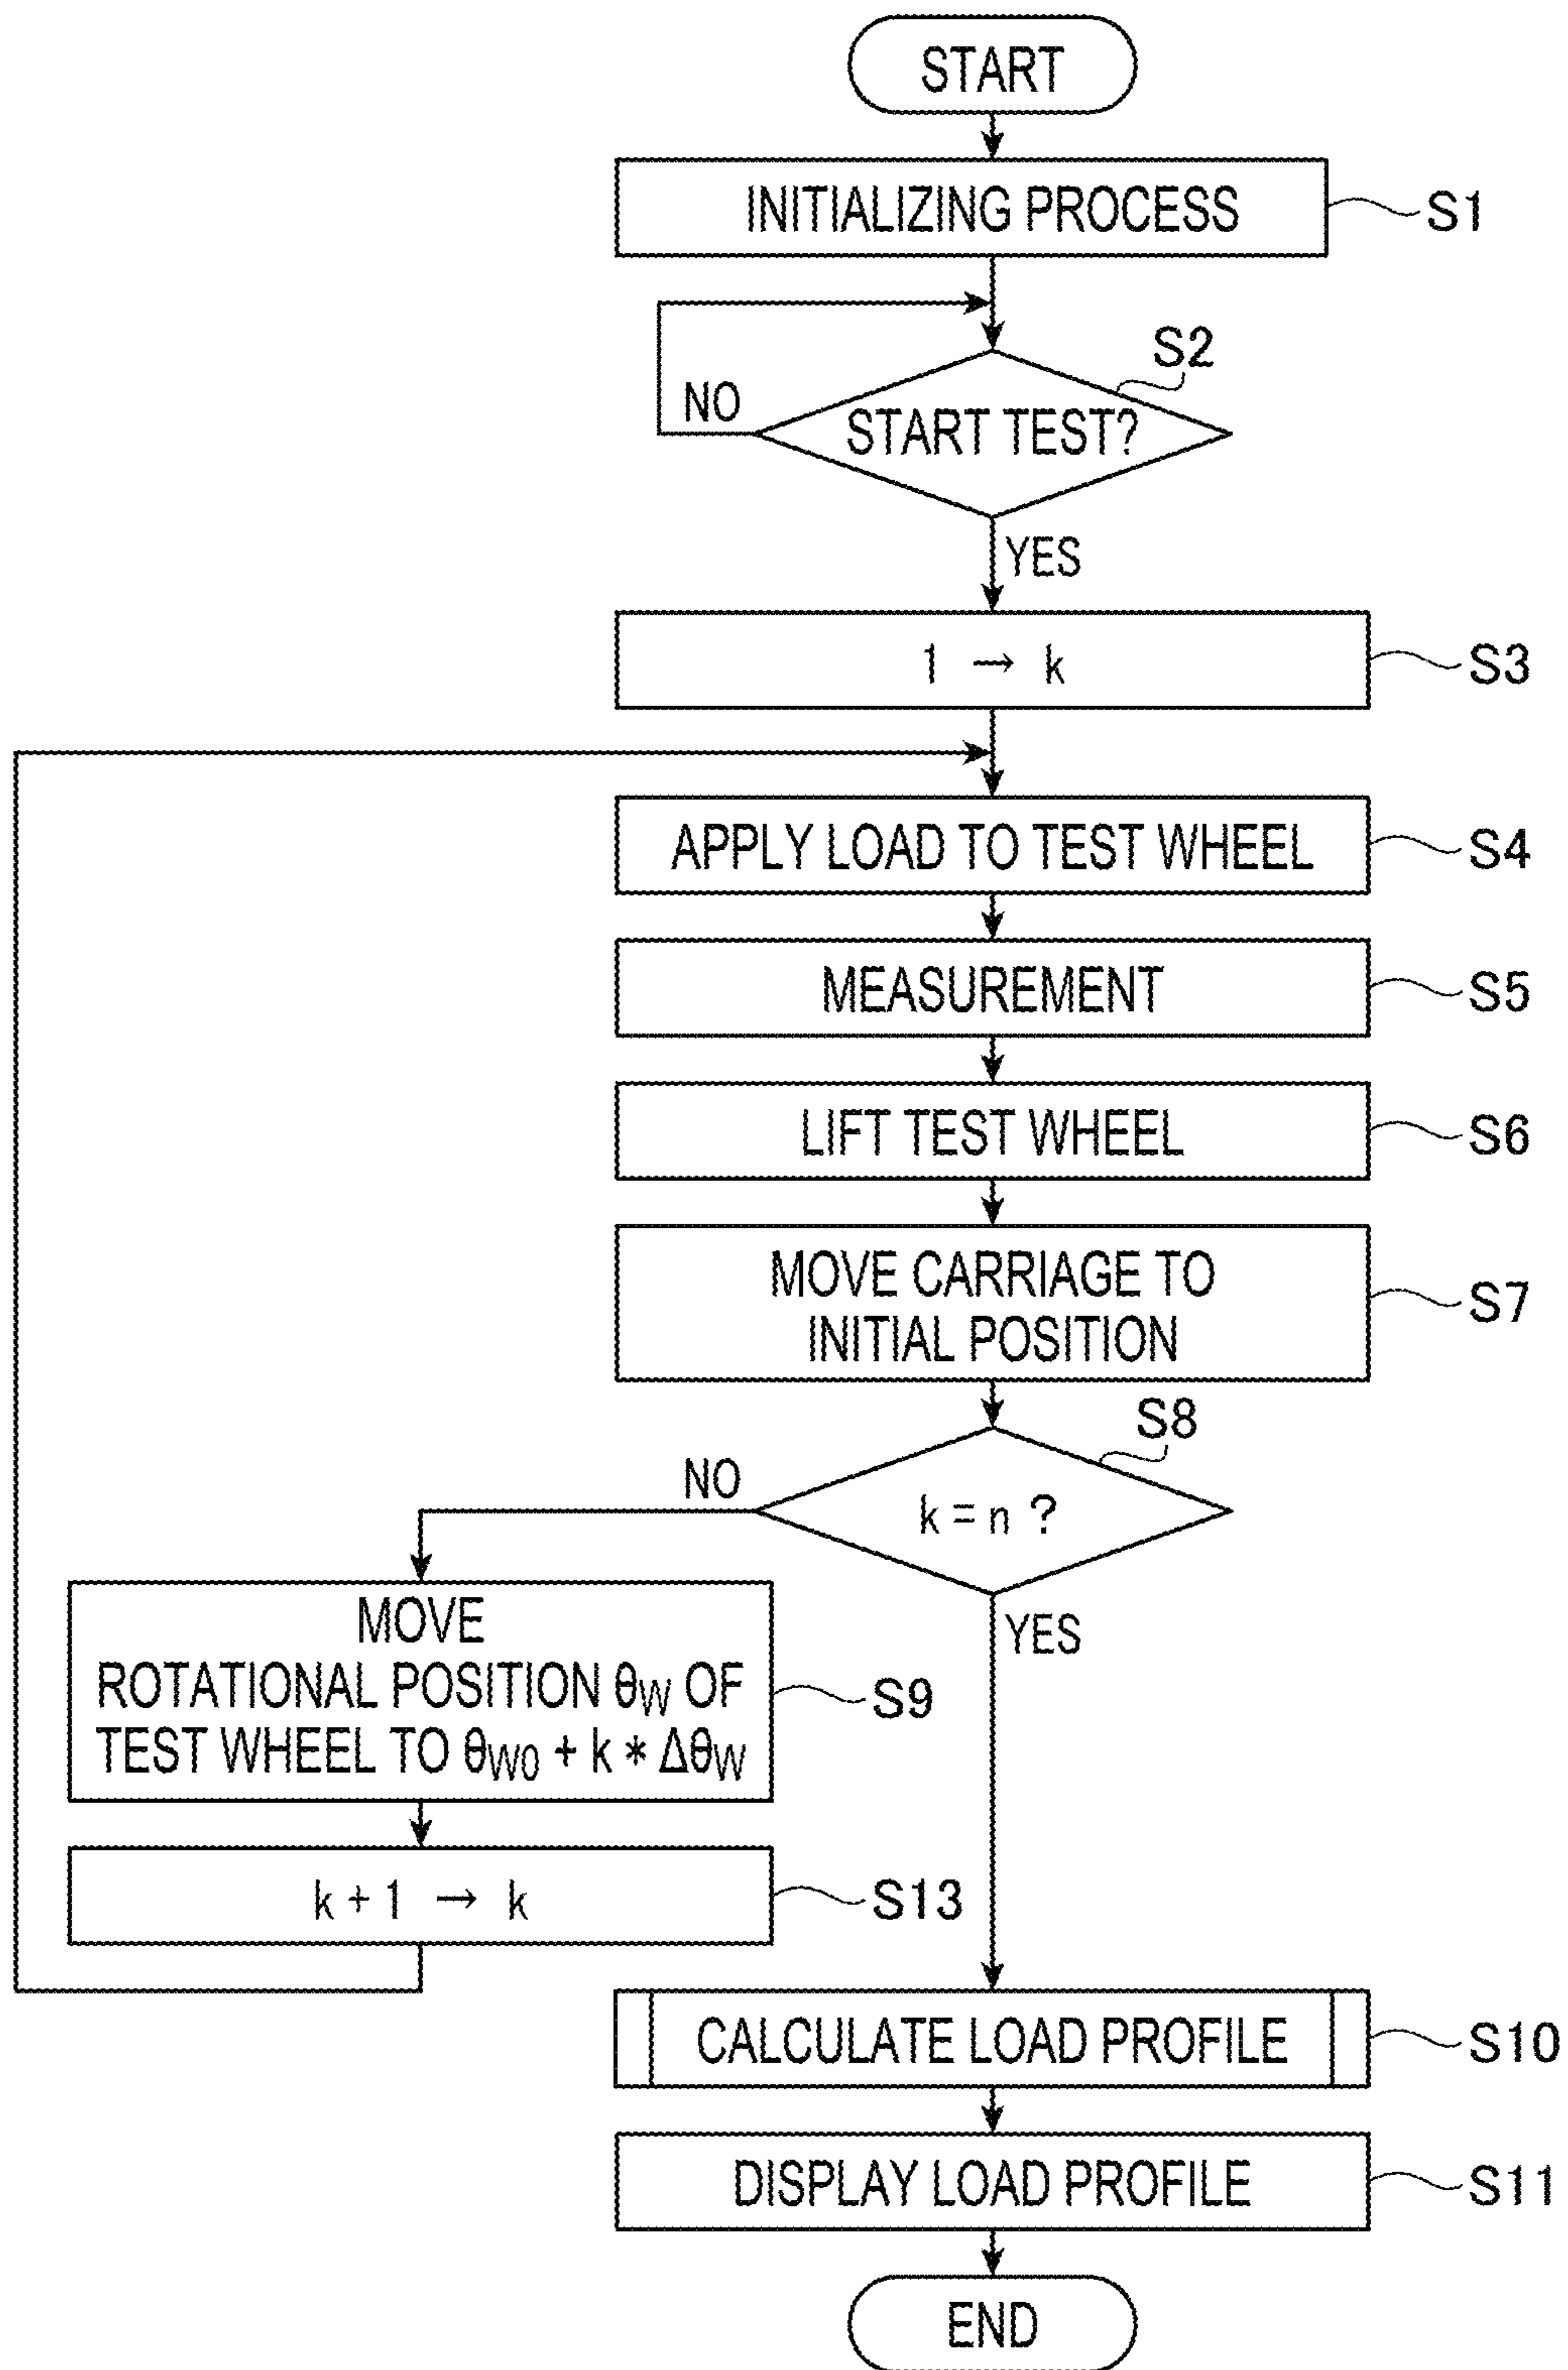 START
INITIALIZING PROCESS
S1
S2
NO
START TEST?
YES
1 → k
S3
APPLY LOAD TO TEST WHEEL
S4
MEASUREMENT
S5
LIFT TEST WHEEL
S6
MOVE CARRIAGE TO
INITIAL POSITION
S7
S8
NO
k = n ?
YES
MOVE
ROTATIONAL POSITION θW OF
TEST WHEEL TO θW0 + k * ΔθW
S9
k + 1 → k
S13
CALCULATE LOAD PROFILE
S10
DISPLAY LOAD PROFILE
S11
END